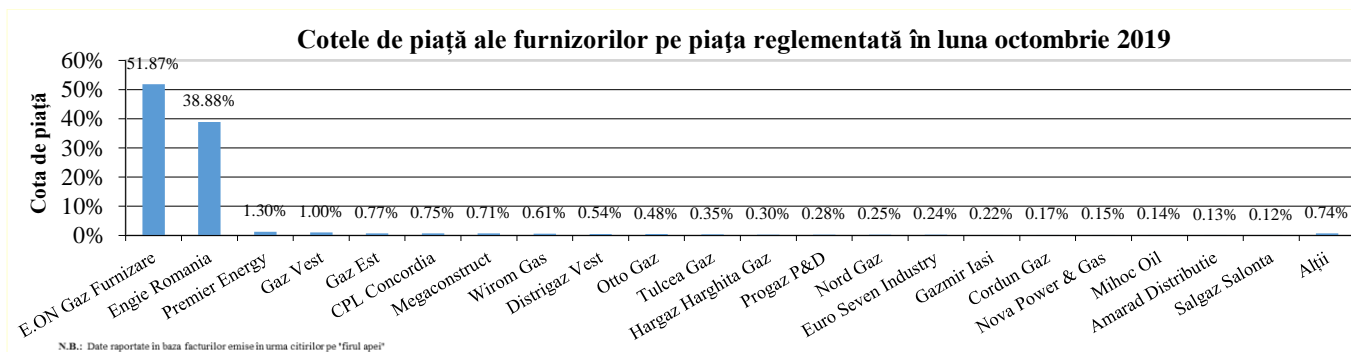 Cotele de piață ale furnizorilor pe piaţa reglementată în luna octombrie 2019
Cota de piață
60%
50%
40%
30%
20%
10%
0%
51.87%
38.88%
1.30%
1.00%
0.77%
0.75%
0.71%
0.61%
0.54%
0.48%
0.35%
0.30%
0.28%
0.25%
0.24%
0.22%
0.17%
0.15%
0.14%
0.13%
0.12%
0.74%
E.ON Gaz Furnizare
Engie Romania
Premier Energy
Gaz Vest
Gaz Est
CPL Concordia
Megaconstruct
Wirom Gas
Distrigaz Vest
Otto Gaz
Tulcea Gaz
Hargaz Harghita Gaz
Progaz P&D
Nord Gaz
Euro Seven Industry
Gazmir Iasi
Cordun Gaz
Nova Power & Gas
Mihoc Oil
Amarad Distributie
Salgaz Salonta
Alții
N.B.: Date raportate în baza facturilor emise în urma citirilor pe "firul apei"